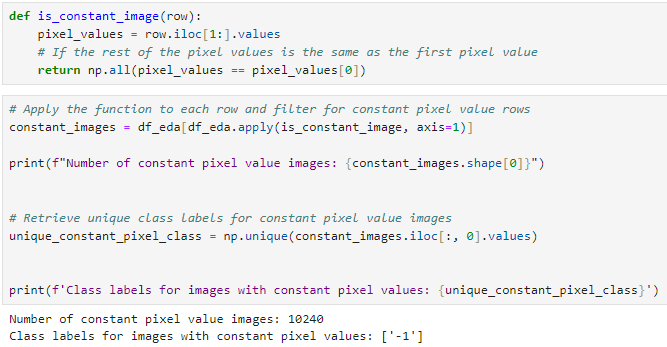 def is_constant_image(row):
    pixel_values = row.iloc[1:].values
    # If the rest of the pixel values is the same as the first pixel value
    return np.all(pixel_values == pixel_values[0])
# Apply the function to each row and filter for constant pixel value rows
constant_images = df_eda[df_eda.apply(is_constant_image, axis=1)]
print(f"Number of constant pixel value images: {constant_images.shape[0]}")
# Retrieve unique class labels for constant pixel value images
unique_constant_pixel_class = np.unique(constant_images.iloc[:, 0].values)
print(f'Class labels for images with constant pixel values: {unique_constant_pixel_class}')
Number of constant pixel value images: 10240
Class labels for images with constant pixel values: ['-1']